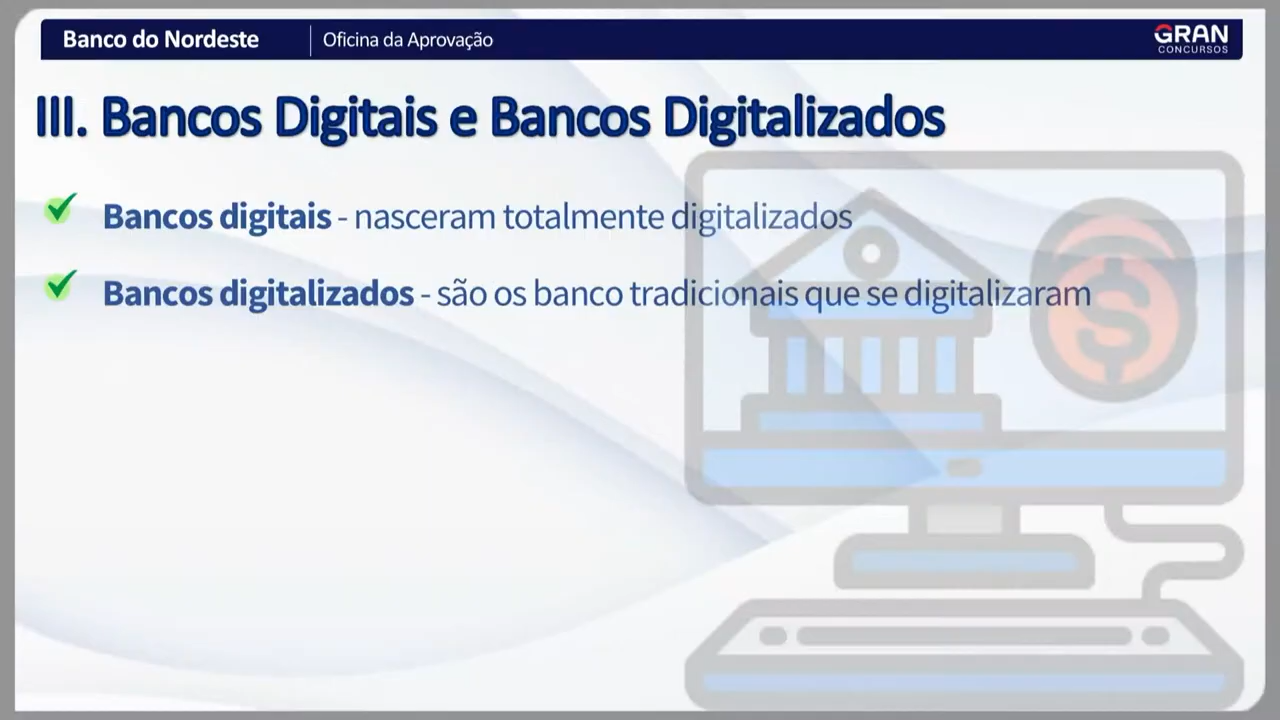 Banco do Nordeste
Oficina da Aprovação
GRAN
CONCURSOS
III. Bancos Digitais e Bancos Digitalizados
Bancos digitais - nasceram totalmente digitalizados
Bancos digitalizados - são os banco tradicionais que se digitalizaram
$